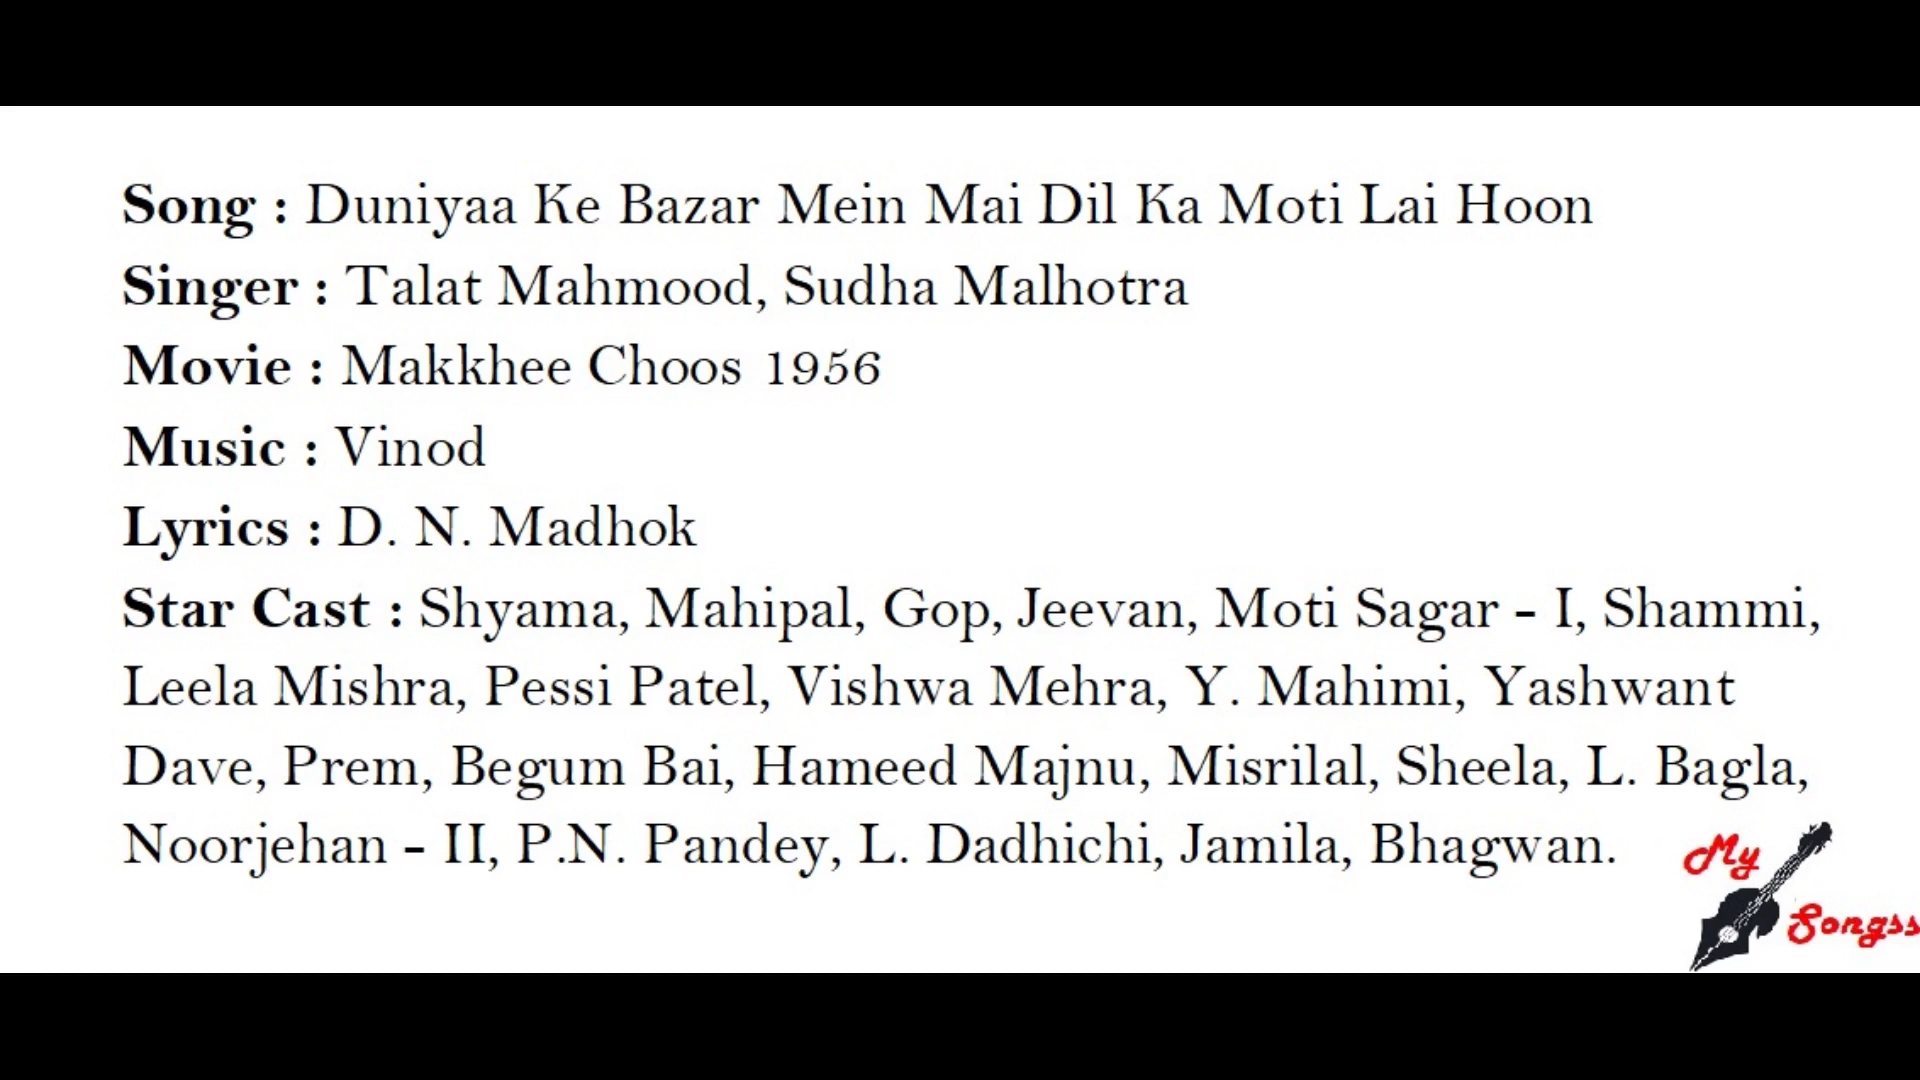 Song : Duniyaa Ke Bazar Mein Mai Dil Ka Moti Lai Hoon
Singer : Talat Mahmood, Sudha Malhotra
Movie : Makkhee Choos 1956
Music : Vinod
Lyrics : D. N. Madhok
Star Cast : Shyama, Mahipal, Gop, Jeevan, Moti Sagar - I, Shammi,
Leela Mishra, Pessi Patel, Vishwa Mehra, Y. Mahimi, Yashwant
Dave, Prem, Begum Bai, Hameed Majnu, Misrilal, Sheela, L. Bagla,
Noorjehan - II, P.N. Pandey, L. Dadhichi, Jamila, Bhagwan.
My
Songss